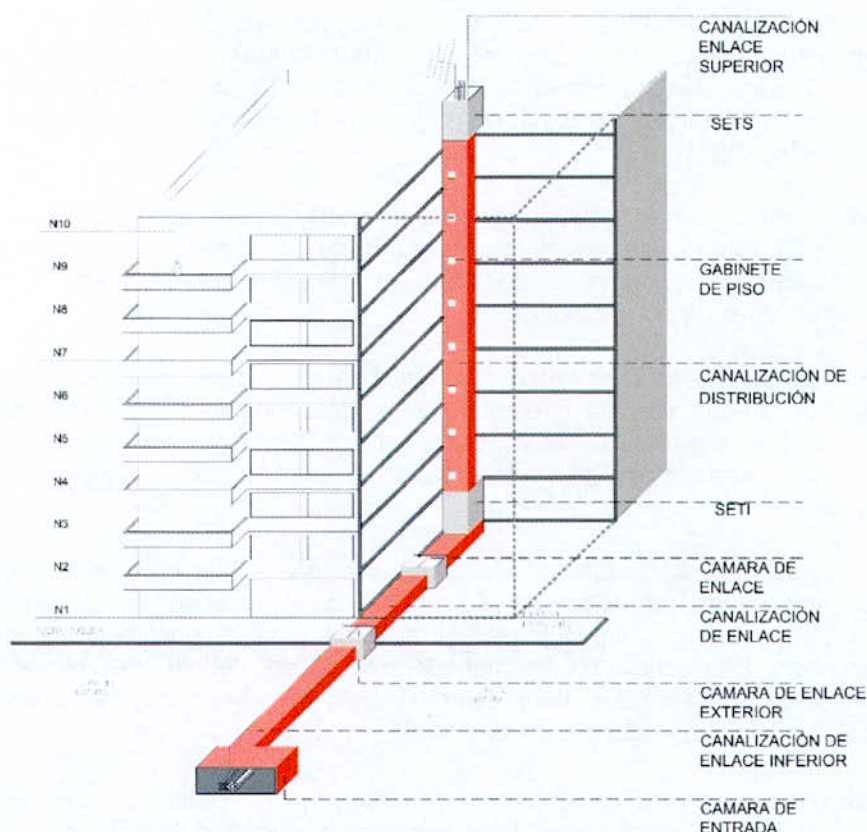 CANALIZACIÓN
ENLACE
SUPERIOR
SETS
N10
N9
GABINETE
DE PISO
N8
N7
CANALIZACIÓN DE
DISTRIBUCIÓN
N6
N5
N4
SETI
N3
N2
CAMARA DE
ENLACE
N1
CANALIZACIÓN
DE ENLACE
CAMARA DE ENLACE
EXTERIOR
CANALIZACIÓN DE
ENLACE INFERIOR
CAMARA DE
ENTRADA